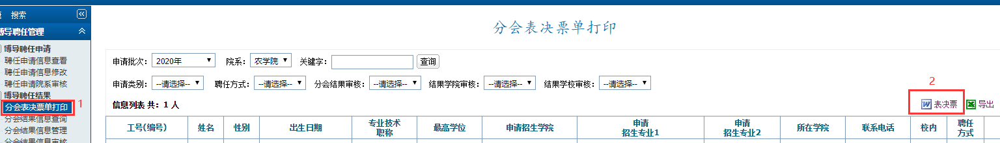 搜索
博导聘任管理
博导聘任申请
聘任申请信息查看
聘任申请信息修改
聘任申请院系审核
博导聘任结果
分会表决票单打印 1
分会结果信息查询
分会结果信息管理
分会结果信息审核
分会表决票单打印
申请批次: 2020年 院系: 农学院 关键字: 查询
申请类别: --请选择-- 聘任方式: --请选择-- 分会结果审核: --请选择-- 结果学院审核: --请选择-- 结果学校审核: --请选择--
2
信息列表 共: 1 人 表决票 导出
工号(编号) 姓名 性别 出生日期 专业技术职称 最高学位 申请招生学院 申请招生专业1 申请招生专业2 所在学院 联系电话 校内 聘任方式